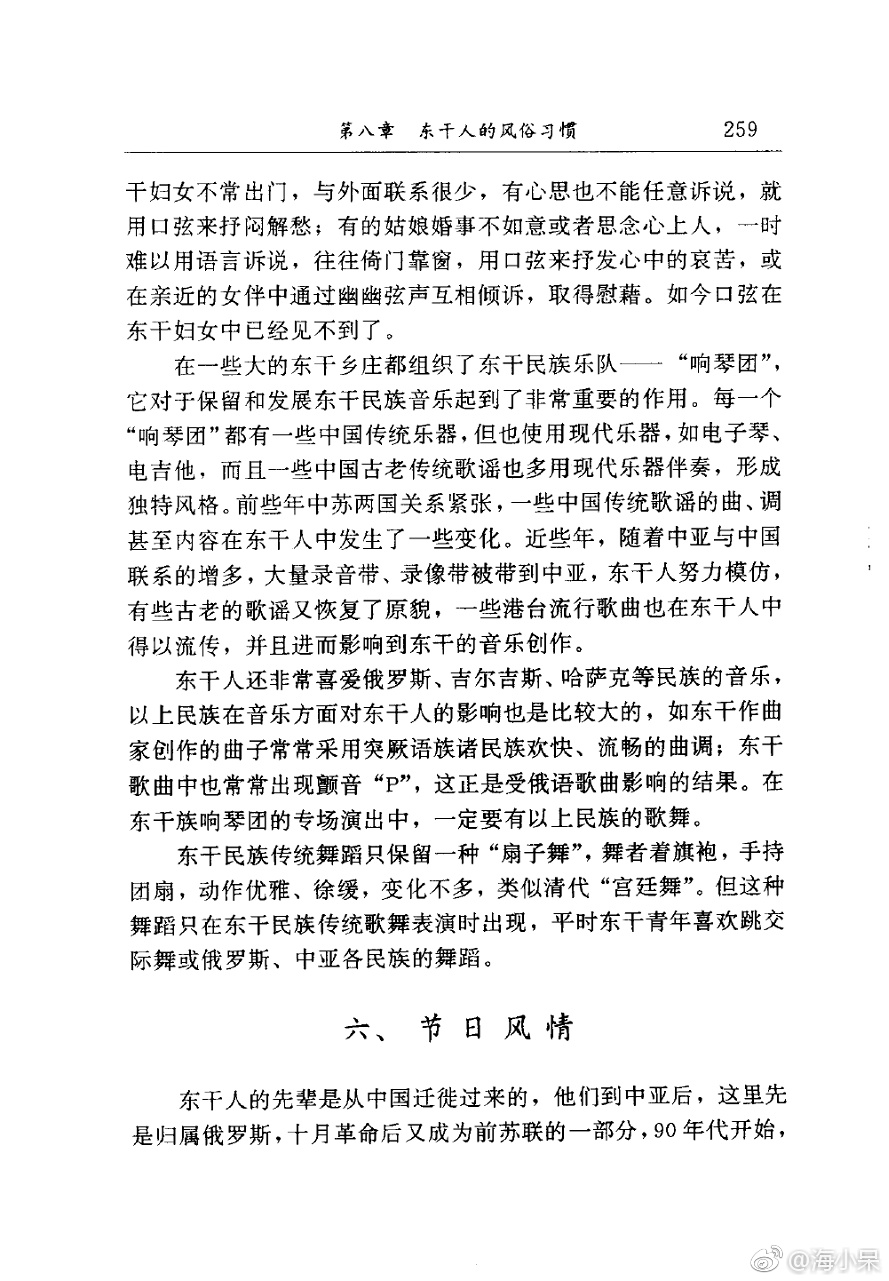 第八章 东干人的风俗习惯 259
干妇女不常出门，与外面联系很少，有心思也不能任意诉说，就
用口弦来抒闷解愁；有的姑娘婚事不如意或者思念心上人，一时
难以用语言诉说，往往倚门靠窗，用口弦来抒发心中的哀苦，或
在亲近的女伴中通过幽幽弦声互相倾诉，取得慰藉。如今口弦在
东干妇女中已经见不到了。
在一些大的东干乡庄都组织了东干民族乐队——“响琴团”，
它对于保留和发展东干民族音乐起到了非常重要的作用。每一个
“响琴团”都有一些中国传统乐器，但也使用现代乐器，如电子琴、
电吉他，而且一些中国古老传统歌谣也多用现代乐器伴奏，形成
独特风格。前些年中苏两国关系紧张，一些中国传统歌谣的曲、调
甚至内容在东干人中发生了一些变化。近些年，随着中亚与中国
联系的增多，大量录音带、录像带被带到中亚，东干人努力模仿，
有些古老的歌谣又恢复了原貌，一些港台流行歌曲也在东干人中
得以流传，并且进而影响到东干的音乐创作。
东干人还非常喜爱俄罗斯、吉尔吉斯、哈萨克等民族的音乐，
以上民族在音乐方面对东干人的影响也是比较大的，如东干作曲
家创作的曲子常常采用突厥语族诸民族欢快、流畅的曲调；东干
歌曲中也常常出现颤音“P”，这正是受俄语歌曲影响的结果。在
东干族响琴团的专场演出中，一定要有以上民族的歌舞。
东干民族传统舞蹈只保留一种“扇子舞”，舞者着旗袍，手持
团扇，动作优雅、徐缓，变化不多，类似清代“宫廷舞”。但这种
舞蹈只在东干民族传统歌舞表演时出现，平时东干青年喜欢跳交
际舞或俄罗斯、中亚各民族的舞蹈。
六、节日风情
东干人的先辈是从中国迁徙过来的，他们到中亚后，这里先
是归属俄罗斯，十月革命后又成为前苏联的一部分，90年代开始，
@海小呆